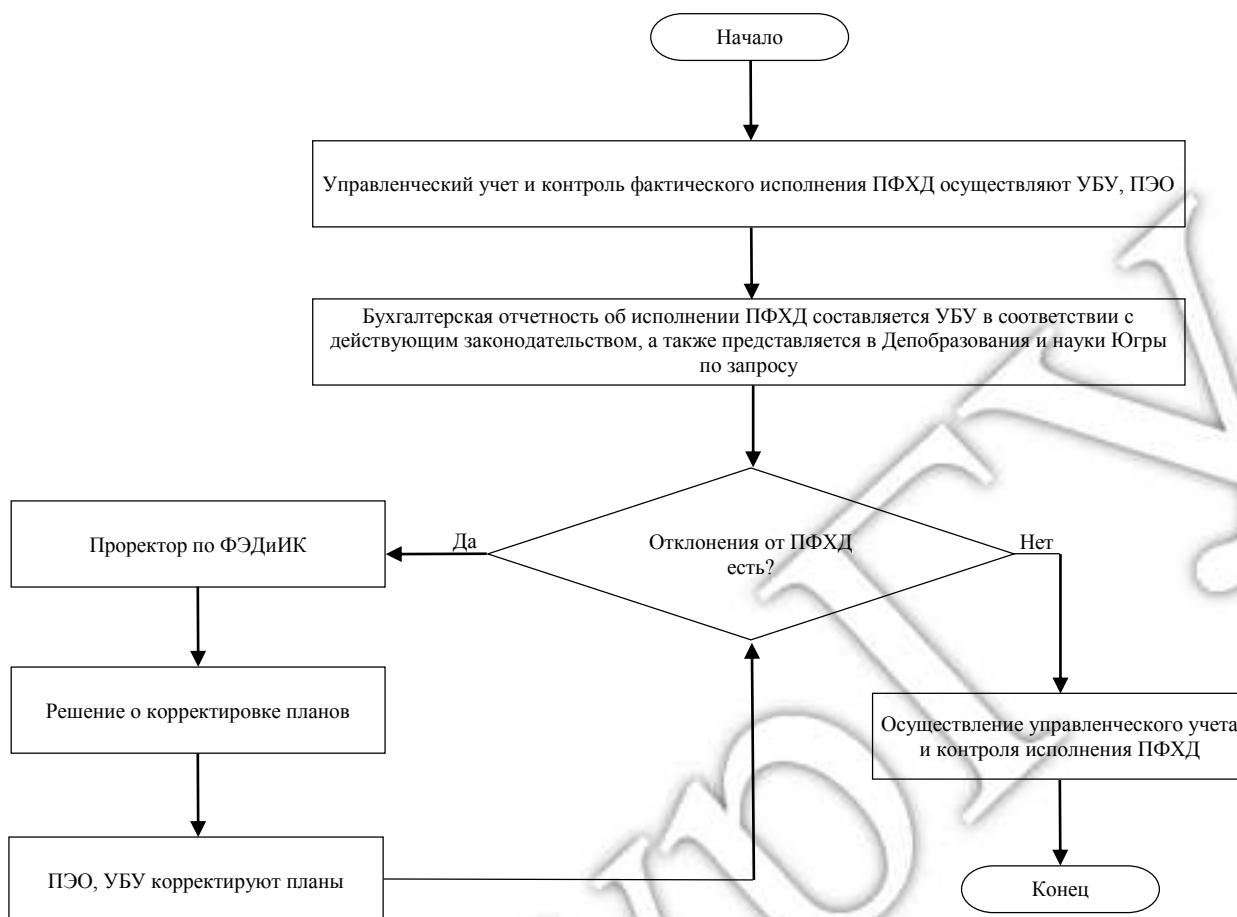 Начало
Управленческий учет и контроль фактического исполнения ПФХД осуществляют УБУ, ПЭО
Бухгалтерская отчетность об исполнении ПФХД составляется УБУ в соответствии с
действующим законодательством, а также представляется в Депобразования и науки Югры
по запросу
Отклонения от ПФХД
есть?
Да
Нет
Проректор по ФЭДиИК
Решение о корректировке планов
ПЭО, УБУ корректируют планы
Осуществление управленческого учета
и контроля исполнения ПФХД
Конец